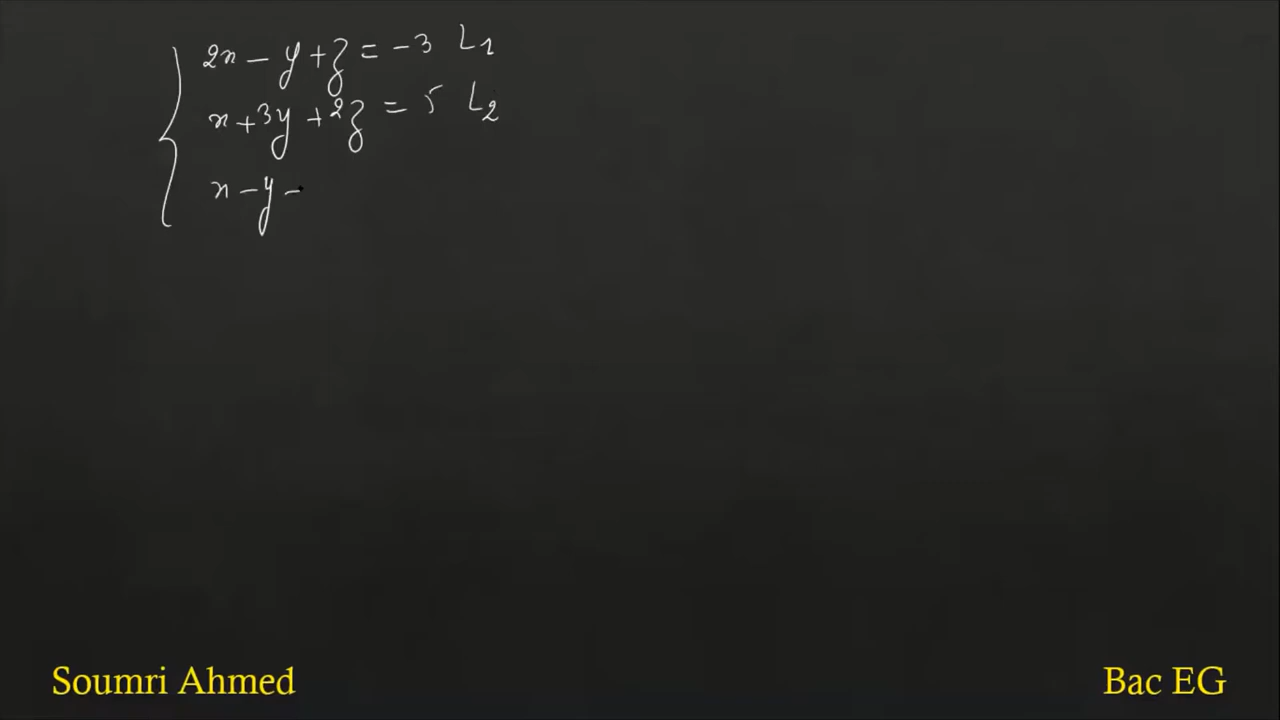 2x - y + z = -3 L1
x + 3y + 2z = 5 L2
x - y -
Soumri Ahmed
Bac EG